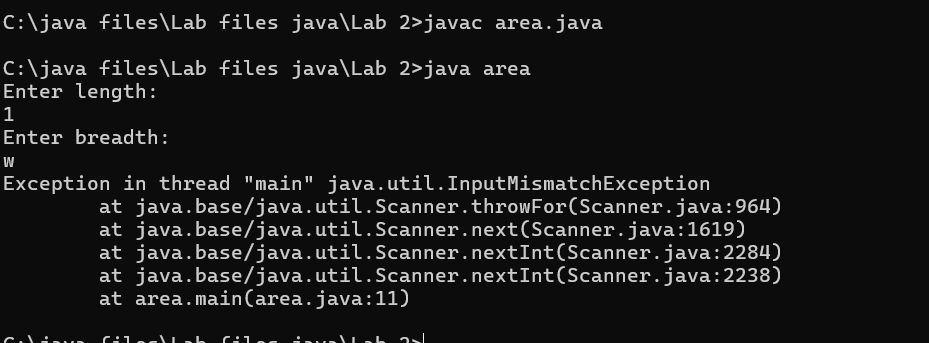 C:\java files\Lab files java\Lab 2>javac area.java
C:\java files\Lab files java\Lab 2>java area
Enter length:
1
Enter breadth:
w
Exception in thread "main" java.util.InputMismatchException
        at java.base/java.util.Scanner.throwFor(Scanner.java:964)
        at java.base/java.util.Scanner.next(Scanner.java:1619)
        at java.base/java.util.Scanner.nextInt(Scanner.java:2284)
        at java.base/java.util.Scanner.nextInt(Scanner.java:2238)
        at area.main(area.java:11)
C:\java files\Lab files java\Lab 2>